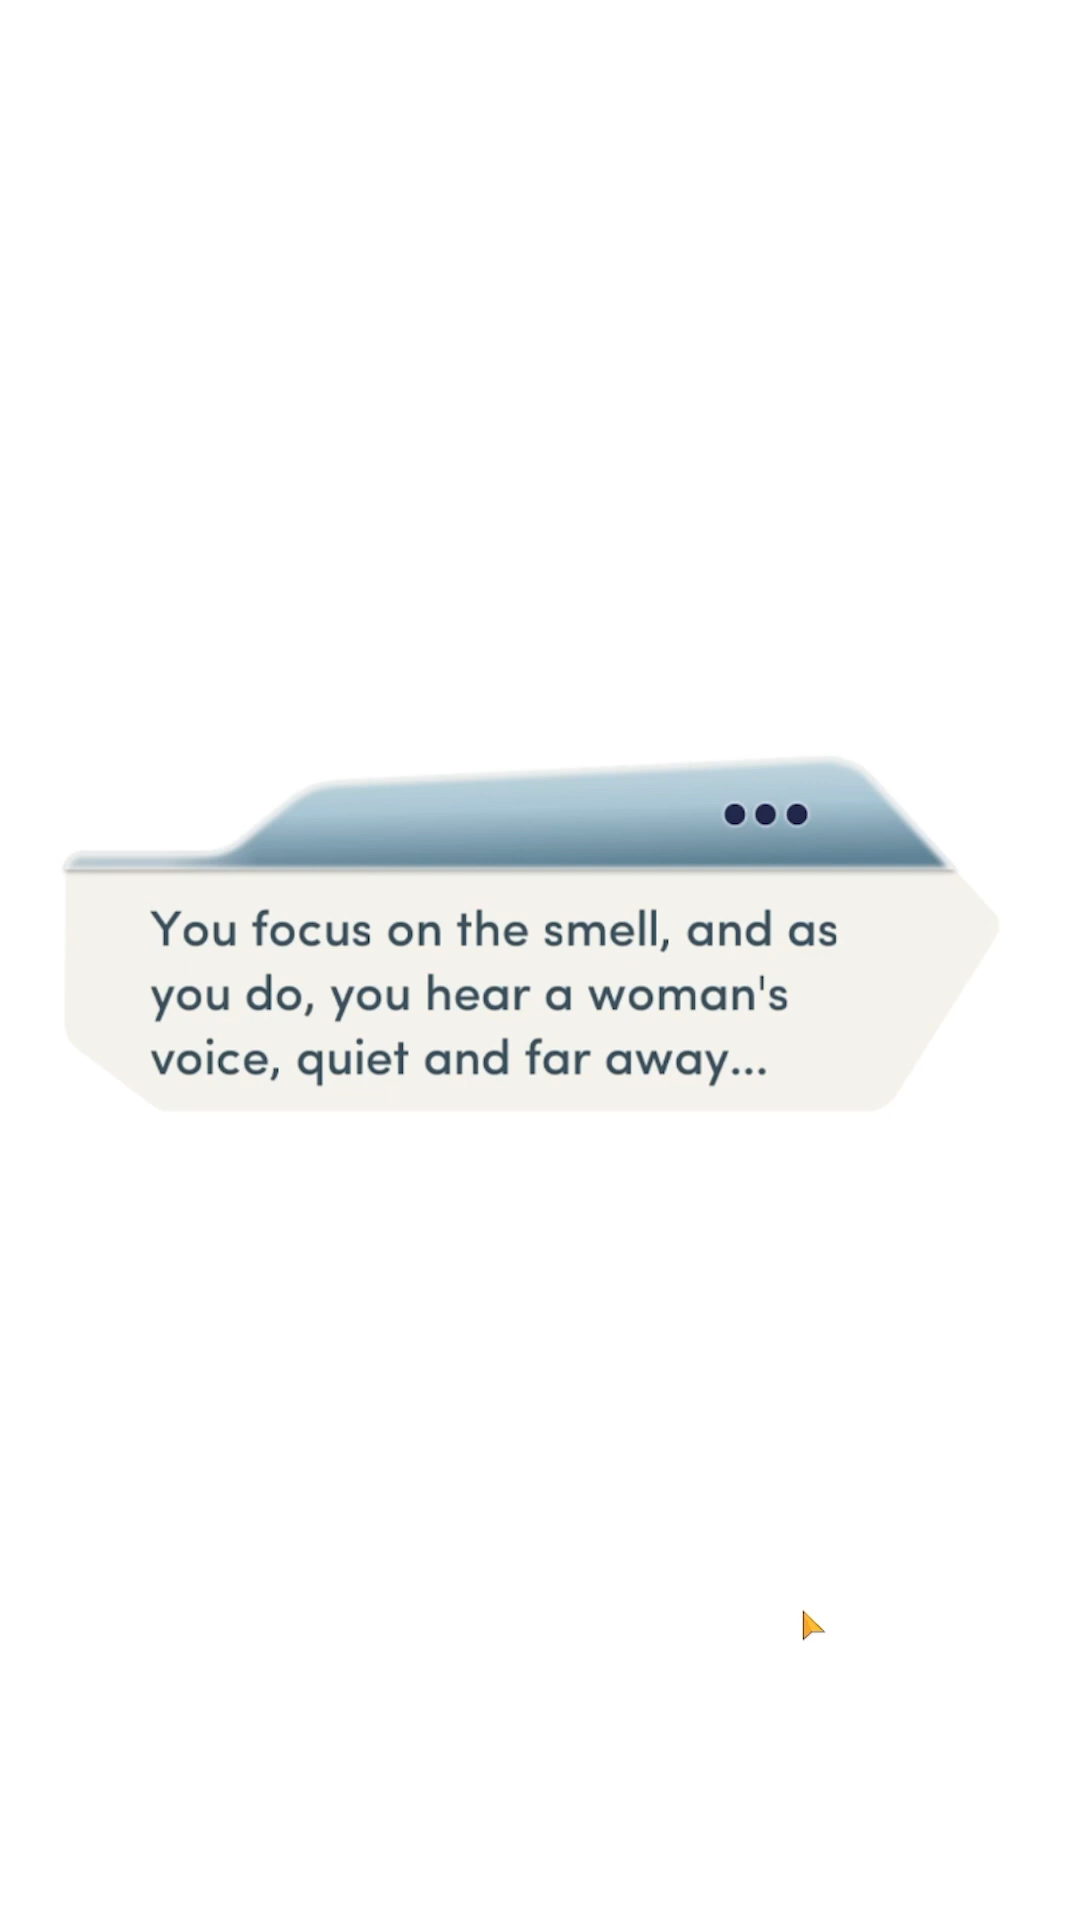 You focus on the smell, and as
you do, you hear a woman's
voice, quiet and far away...